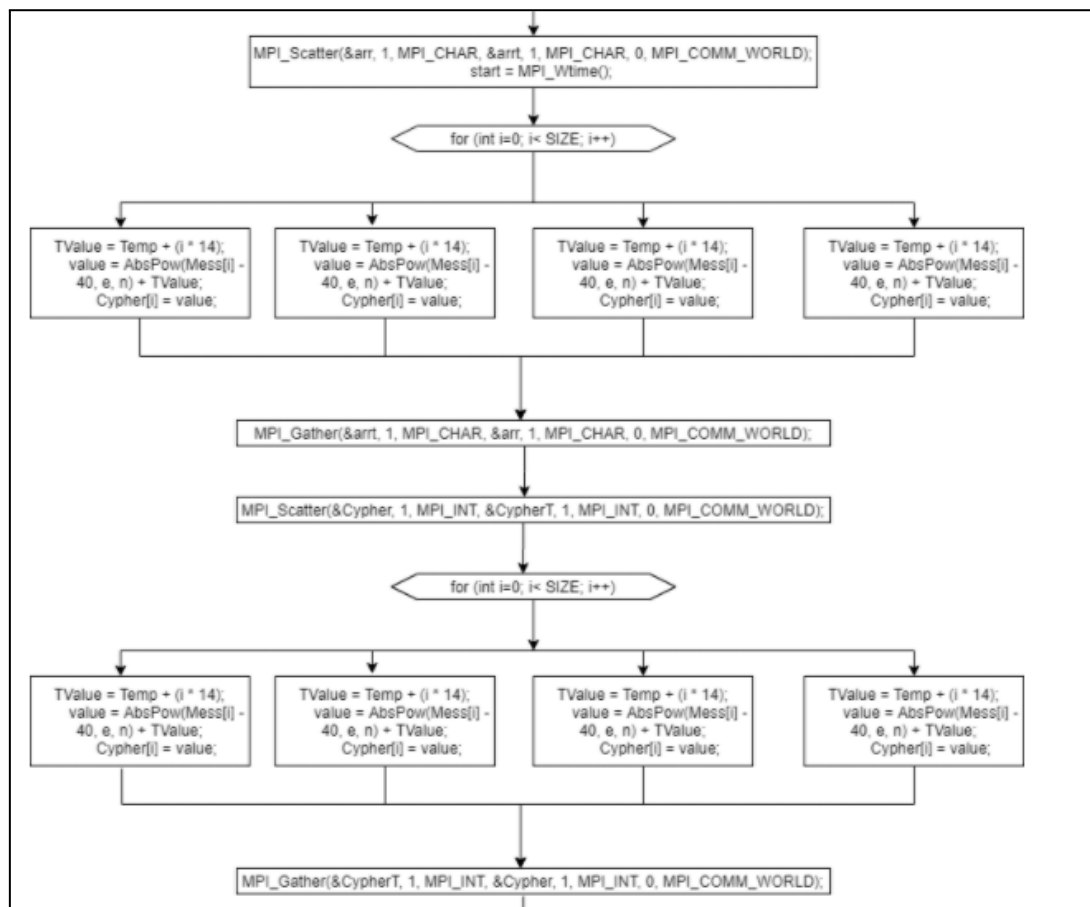 MPI_Scatter(&arr, 1, MPI_CHAR, &arrt, 1, MPI_CHAR, 0, MPI_COMM_WORLD);
start = MPI_Wtime();
for (int i=0; i< SIZE; i++)
TValue = Temp + (i * 14);
value = AbsPow(Mess[i] -
40, e, n) + TValue;
Cypher[i] = value;
TValue = Temp + (i * 14);
value = AbsPow(Mess[i] -
40, e, n) + TValue;
Cypher[i] = value;
TValue = Temp + (i * 14);
value = AbsPow(Mess[i] -
40, e, n) + TValue;
Cypher[i] = value;
TValue = Temp + (i * 14);
value = AbsPow(Mess[i] -
40, e, n) + TValue;
Cypher[i] = value;
MPI_Gather(&arrt, 1, MPI_CHAR, &arr, 1, MPI_CHAR, 0, MPI_COMM_WORLD);
MPI_Scatter(&Cypher, 1, MPI_INT, &CypherT, 1, MPI_INT, 0, MPI_COMM_WORLD);
for (int i=0; i< SIZE; i++)
TValue = Temp + (i * 14);
value = AbsPow(Mess[i] -
40, e, n) + TValue;
Cypher[i] = value;
TValue = Temp + (i * 14);
value = AbsPow(Mess[i] -
40, e, n) + TValue;
Cypher[i] = value;
TValue = Temp + (i * 14);
value = AbsPow(Mess[i] -
40, e, n) + TValue;
Cypher[i] = value;
TValue = Temp + (i * 14);
value = AbsPow(Mess[i] -
40, e, n) + TValue;
Cypher[i] = value;
MPI_Gather(&CypherT, 1, MPI_INT, &Cypher, 1, MPI_INT, 0, MPI_COMM_WORLD);